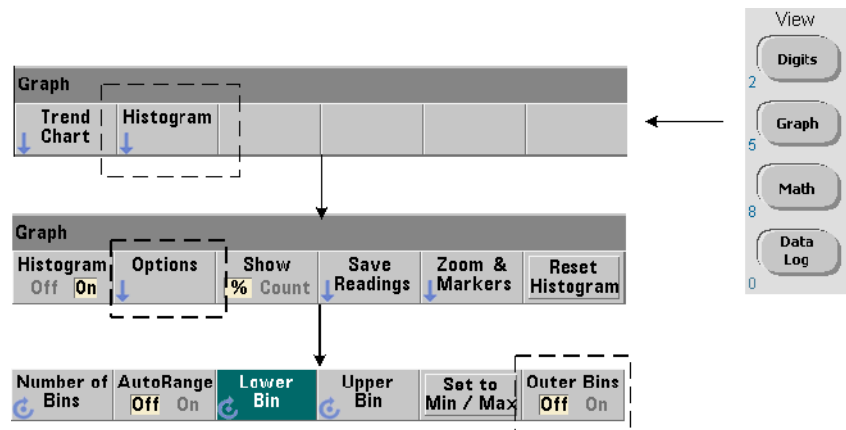 View
Digits
2
Graph
5
Math
8
Data
Log
0
Graph
Trend
Chart
Histogram
Graph
Histogram
Off On
Options
Show
% Count
Save
Readings
Zoom &
Markers
Reset
Histogram
Number of
Bins
AutoRange
Off On
Lower
Bin
Upper
Bin
Set to
Min / Max
Outer Bins
Off On